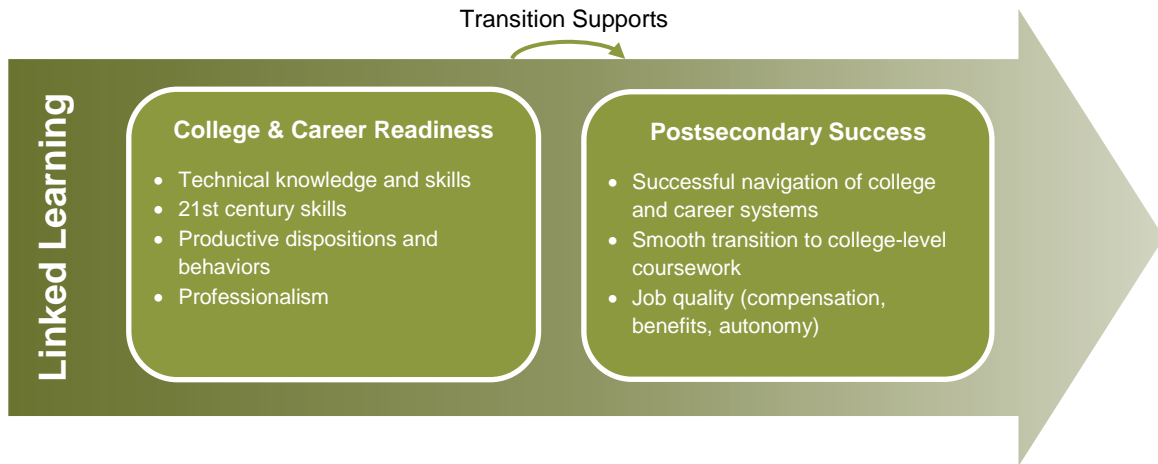 Transition Supports
Linked Learning
College & Career Readiness
• Technical knowledge and skills
• 21st century skills
• Productive dispositions and
behaviors
• Professionalism
Postsecondary Success
• Successful navigation of college
and career systems
• Smooth transition to college-level
coursework
• Job quality (compensation,
benefits, autonomy)